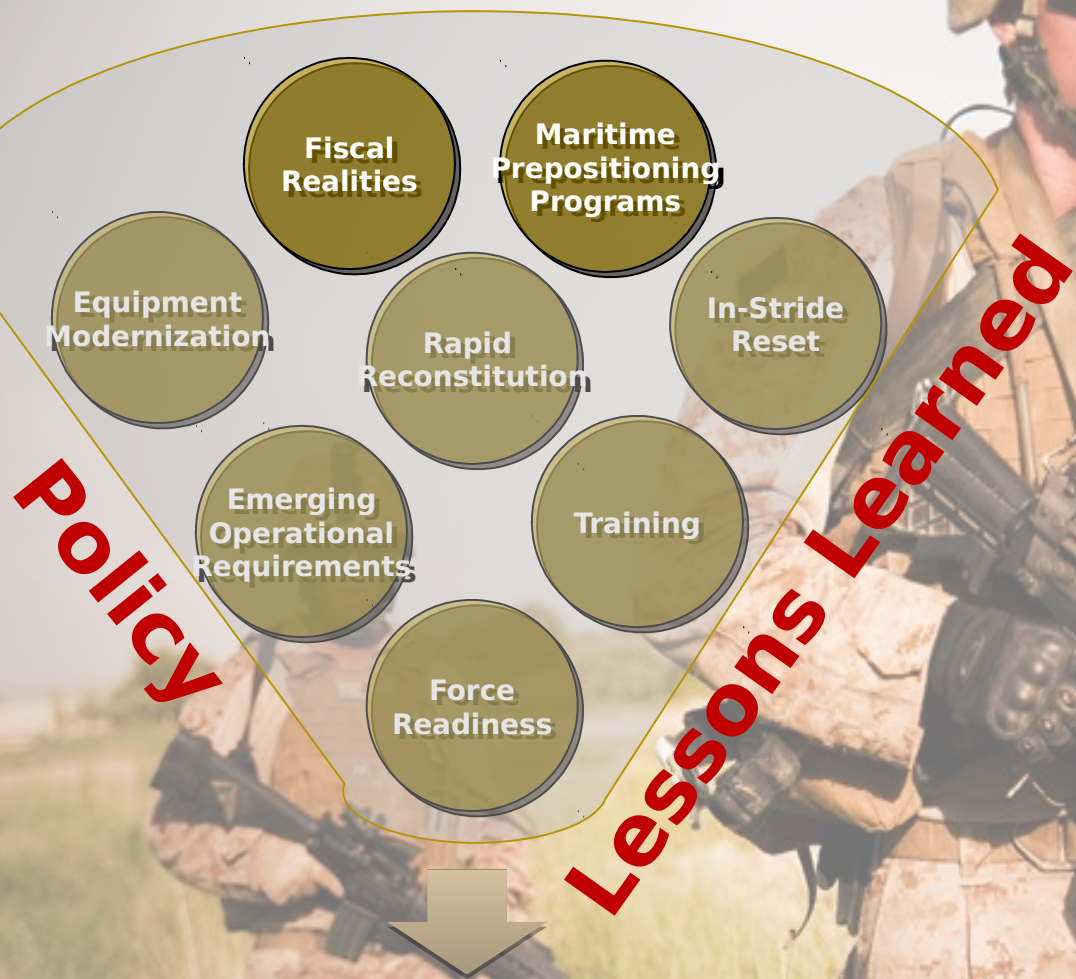 Fiscal
Realities
Maritime
Prepositioning
Programs
Equipment
Modernization
Rapid
Reconstitution
In-Stride
Reset
Emerging
Operational
Requirements
Training
Force
Readiness
Policy
Lessons Learned